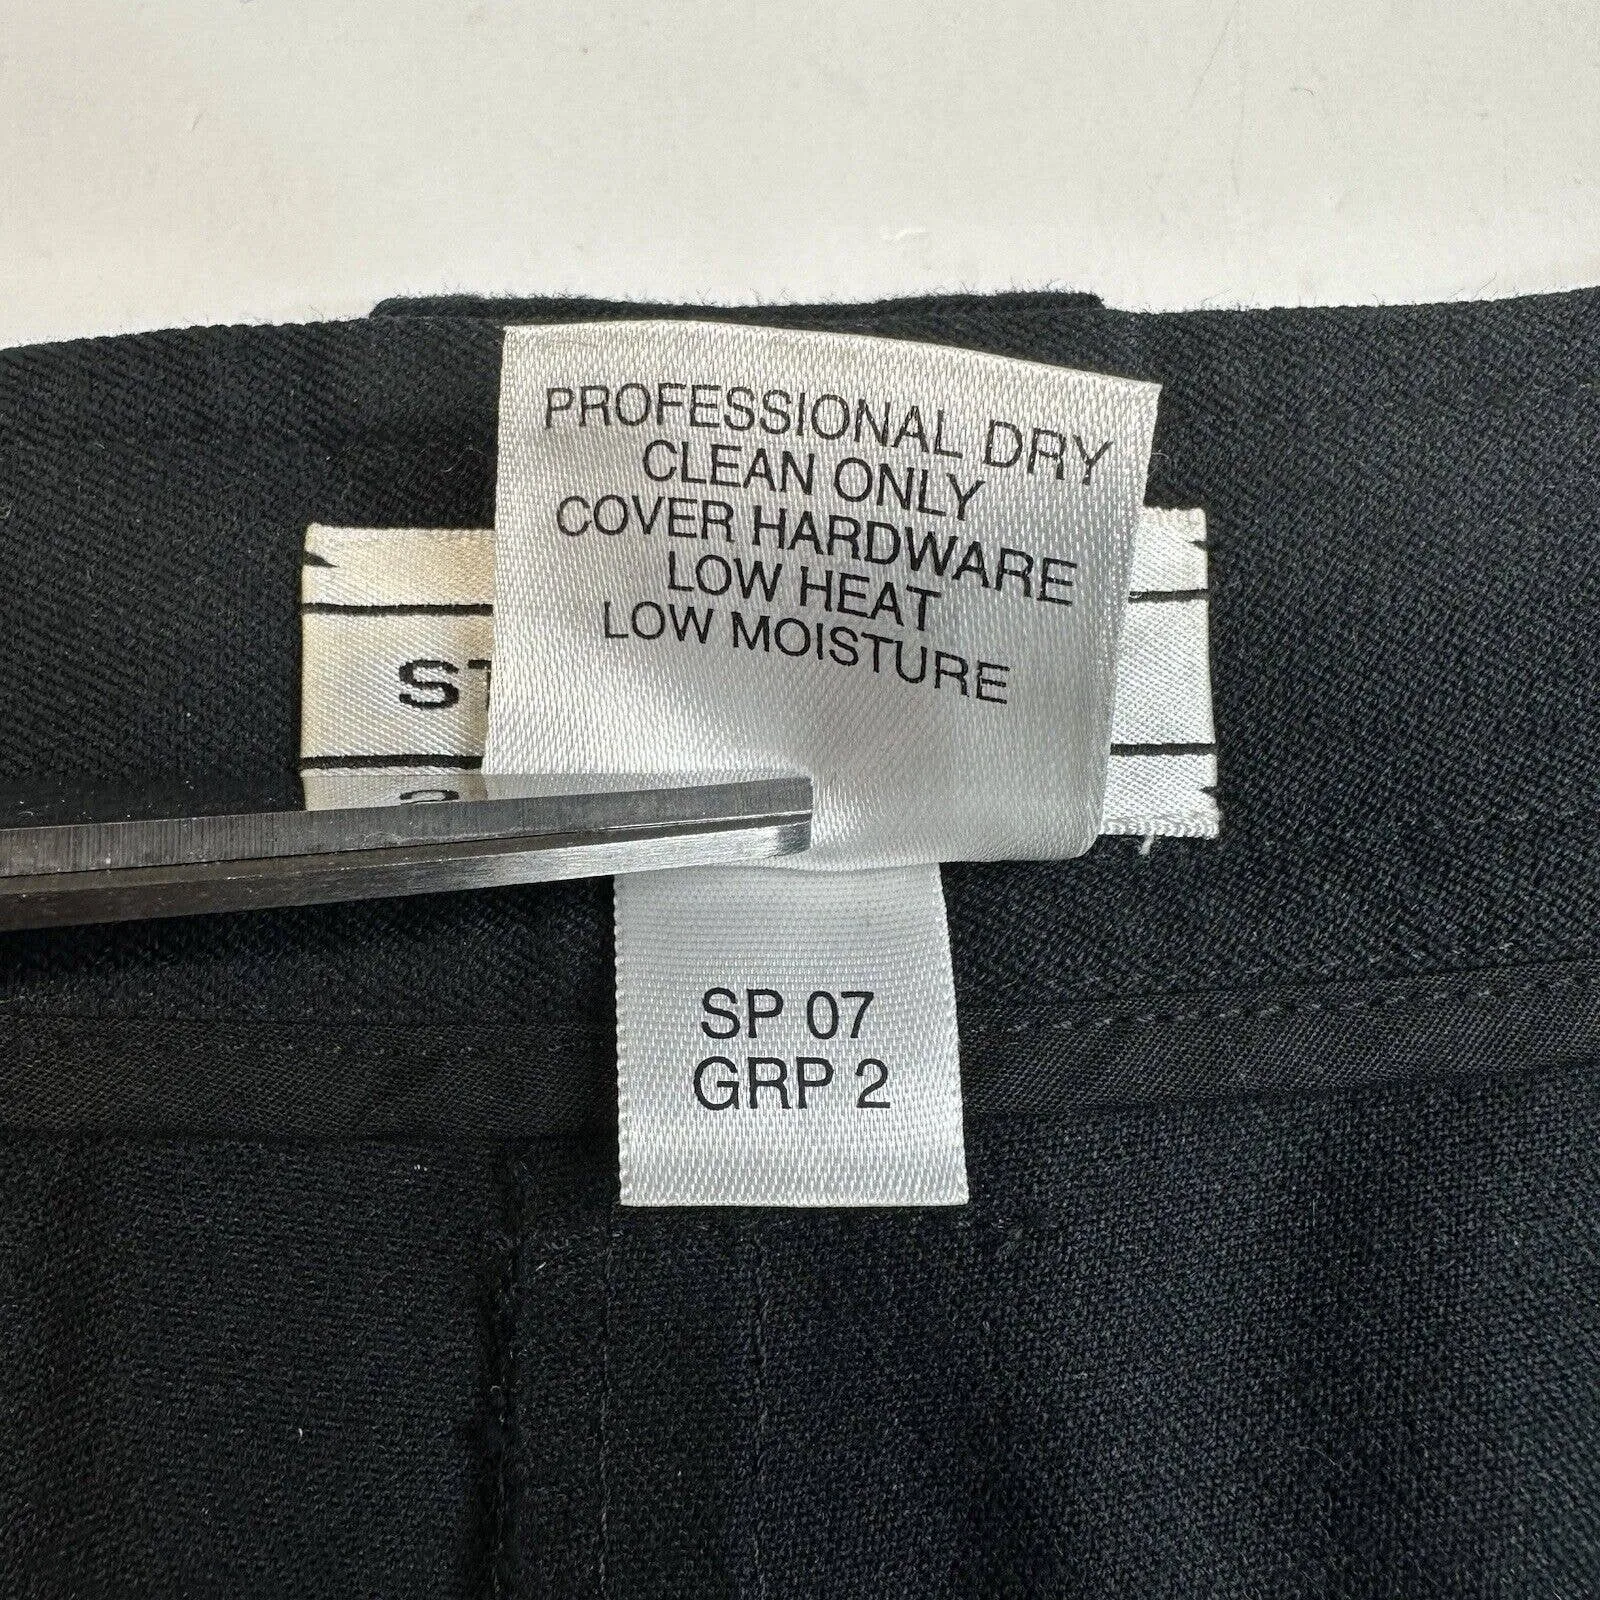 PROFESSIONAL DRY
CLEAN ONLY
COVER HARDWARE
LOW HEAT
LOW MOISTURE
SP 07
GRP 2